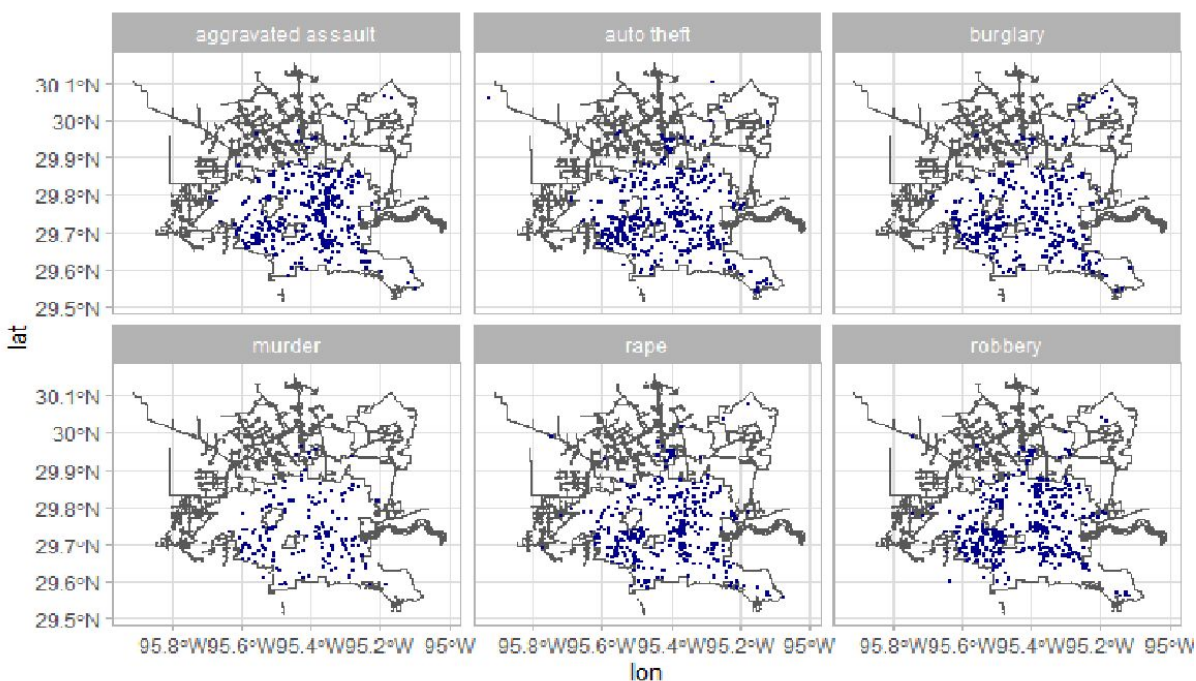 aggravated assault auto theft burglary
30.1°N
30°N
29.9°N
29.8°N
29.7°N
29.6°N
29.5°N
lat
murder rape robbery
30.1°N
30°N
29.9°N
29.8°N
29.7°N
29.6°N
29.5°N
95.8°W95.6°W95.4°W95.2°W 95°W 95.8°W95.6°W95.4°W95.2°W 95°W 95.8°W95.6°W95.4°W95.2°W 95°W
lon